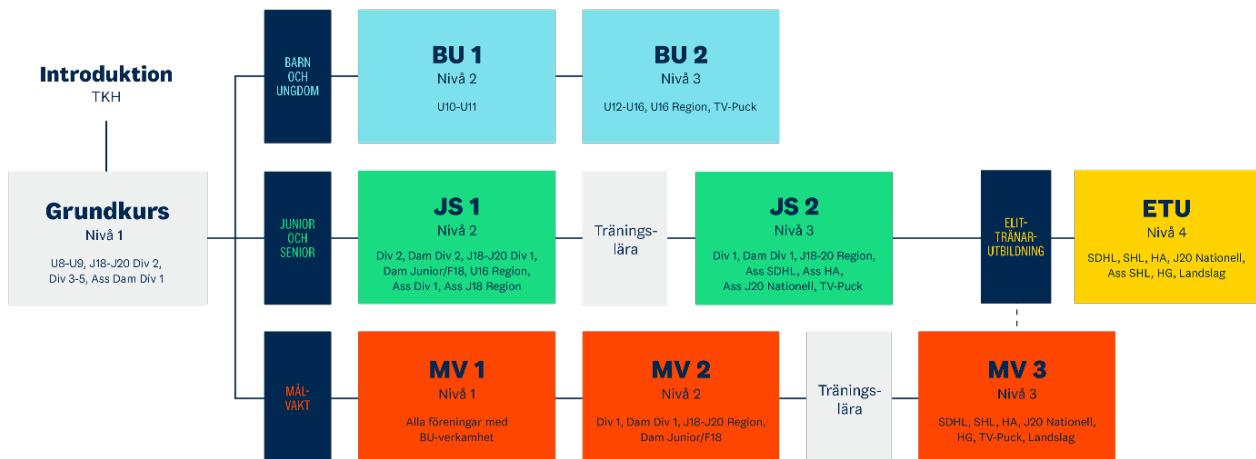 Introduktion
TKH
Grundkurs
Nivå 1
U8-U9, J18-J20 Div 2,
Div 3-5, Ass Dam Div 1
BARN
OCH
UNGDOM
BU 1
Nivå 2
U10-U11
BU 2
Nivå 3
U12-U16, U16 Region, TV-Puck
JUNIOR
OCH
SENIOR
JS 1
Nivå 2
Div 2, Dam Div 2, J18-J20 Div 1,
Dam Junior/F18, U16 Region,
Ass Div 1, Ass J18 Region
Tränings-
lära
JS 2
Nivå 3
Div 1, Dam Div 1, J18-20 Region,
Ass SDHL, Ass HA,
Ass J20 Nationell, TV-Puck
ELIT-
TRÄNAR-
UTBILDNING
ETU
Nivå 4
SDHL, SHL, HA, J20 Nationell,
Ass SHL, HG, Landslag
MÅL-
VAKT
MV 1
Nivå 1
Alla föreningar med
BU-verkamhet
MV 2
Nivå 2
Div 1, Dam Div 1, J18-J20 Region,
Dam Junior/F18
Tränings-
lära
MV 3
Nivå 3
SDHL, SHL, HA, J20 Nationell,
HG, TV-Puck, Landslag